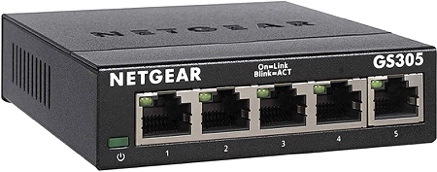 NETGEAR
On=Link
Blink=ACT
GS305
NETGEAR
1 2 3 4 5